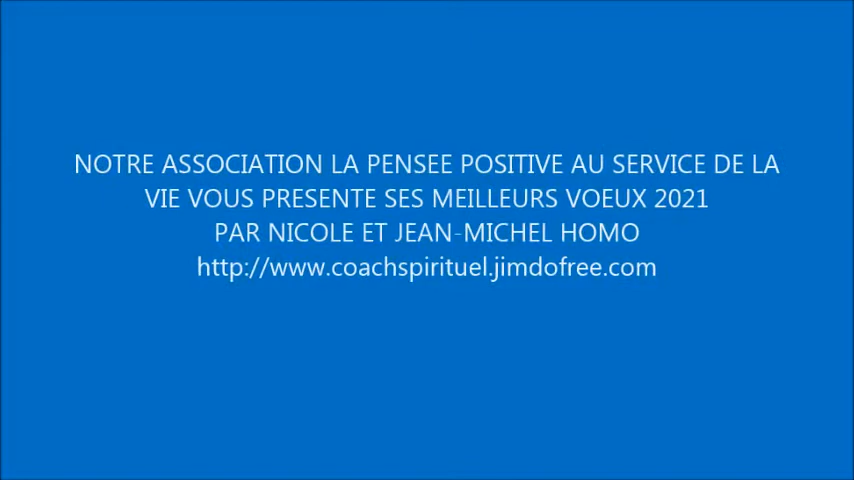 NOTRE ASSOCIATION LA PENSEE POSITIVE AU SERVICE DE LA
VIE VOUS PRESENTE SES MEILLEURS VOEUX 2021
PAR NICOLE ET JEAN-MICHEL HOMO
http://www.coachspirituel.jimdofree.com